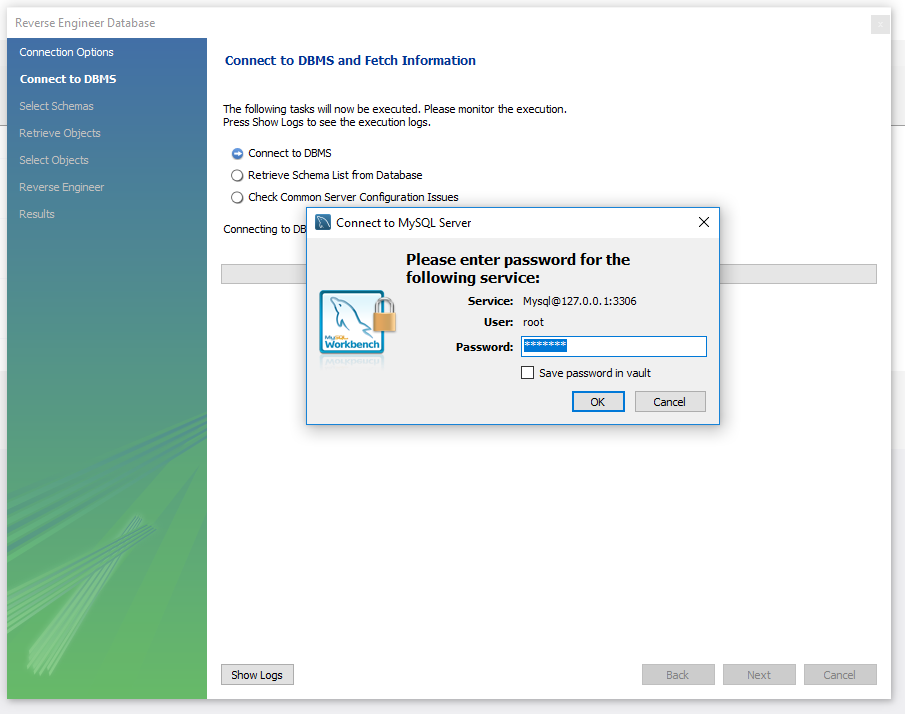 Reverse Engineer Database
Connection Options
Connect to DBMS
Select Schemas
Retrieve Objects
Select Objects
Reverse Engineer
Results
Connect to DBMS and Fetch Information
The following tasks will now be executed. Please monitor the execution.
Press Show Logs to see the execution logs.
Connect to DBMS
Retrieve Schema List from Database
Check Common Server Configuration Issues
Connecting to DB
Connect to MySQL Server
Please enter password for the
following service:
Service: Mysql@127.0.0.1:3306
User: root
Password: *******
Save password in vault
OK Cancel
MySQL
Workbench
Show Logs Back Next Cancel